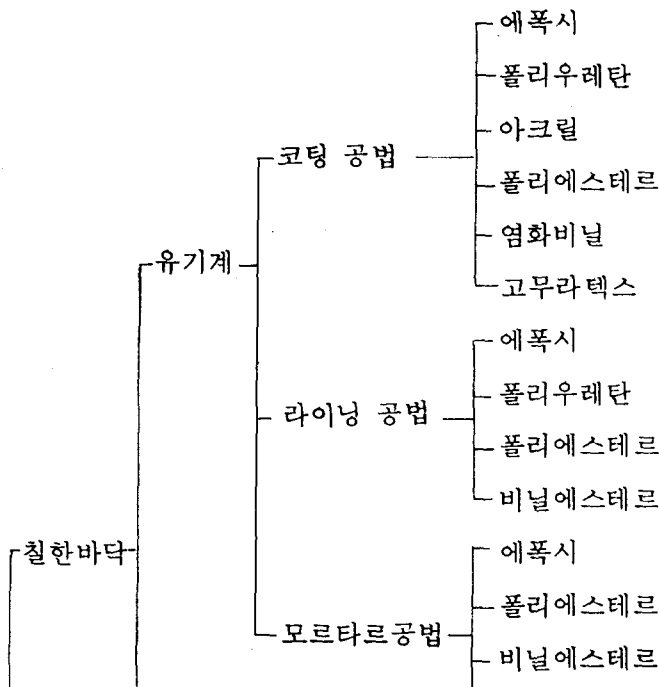 에폭시
폴리우레탄
아크릴
코팅 공법
폴리에스테르
염화비닐
유기계
고무라텍스
에폭시
폴리우레탄
라이닝 공법
폴리에스테르
비닐에스테르
칠한바닥
에폭시
폴리에스테르
모르타르공법
비닐에스테르